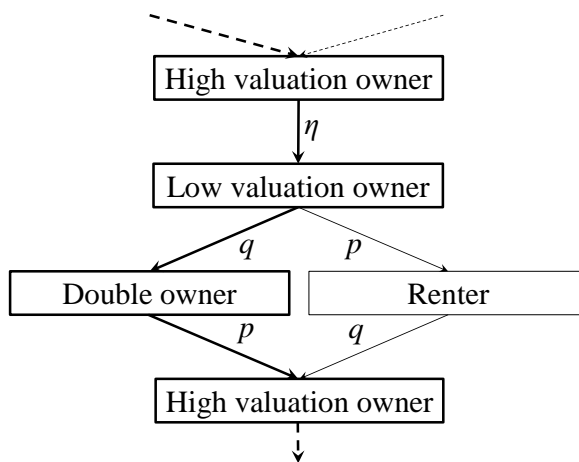 High valuation owner
η
Low valuation owner
q p
Double owner Renter
p q
High valuation owner